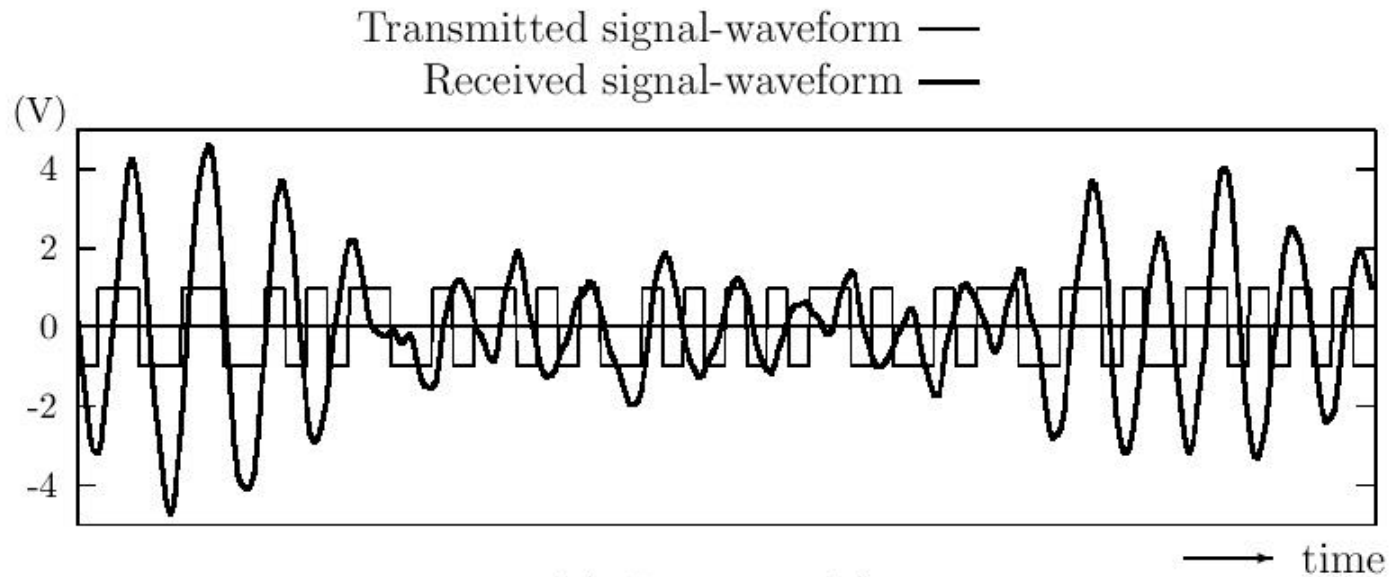 Transmitted signal-waveform
Received signal-waveform
(V)
4
2
0
-2
-4
time